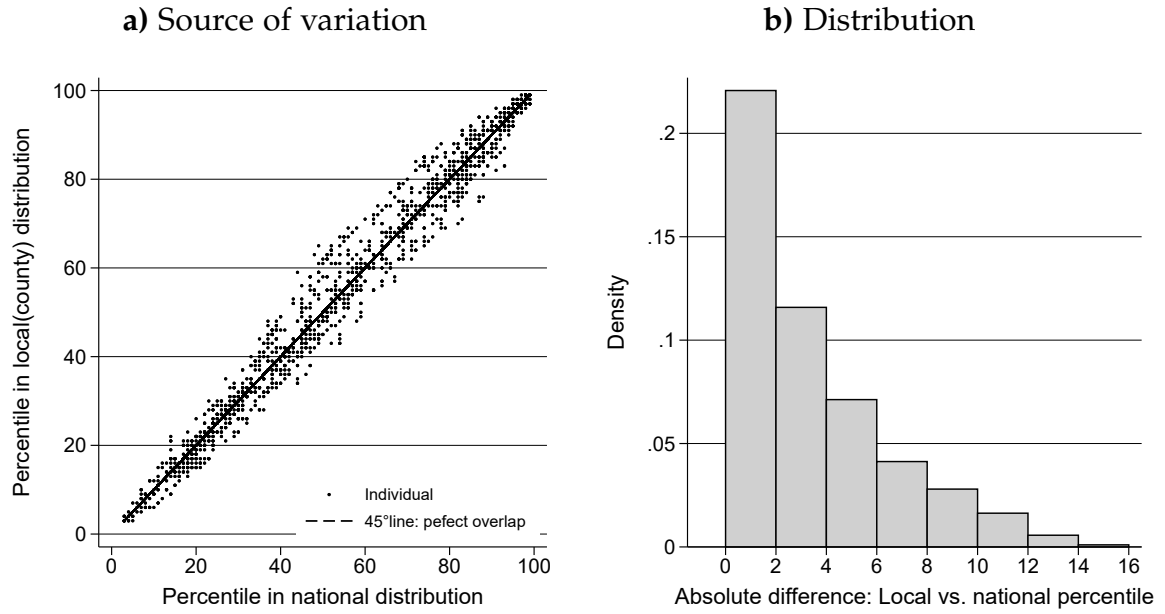 a) Source of variation
100
80
60
40
20
0
Percentile in local(county) distribution
Individual
45°line: pefect overlap
0 20 40 60 80 100
Percentile in national distribution
b) Distribution
.2
.15
.1
.05
0
Density
0 2 4 6 8 10 12 14 16
Absolute difference: Local vs. national percentile